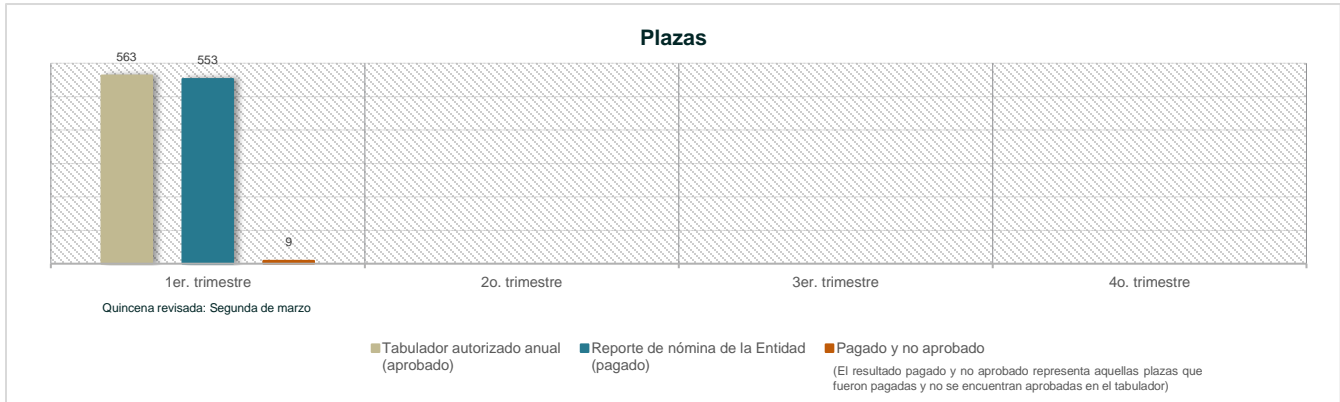 Plazas
563
553
9
1er. trimestre
2o. trimestre
3er. trimestre
4o. trimestre
Quincena revisada: Segunda de marzo
Tabulador autorizado anual
(aprobado)
Reporte de nómina de la Entidad
(pagado)
Pagado y no aprobado
(El resultado pagado y no aprobado representa aquellas plazas que
fueron pagadas y no se encuentran aprobadas en el tabulador)